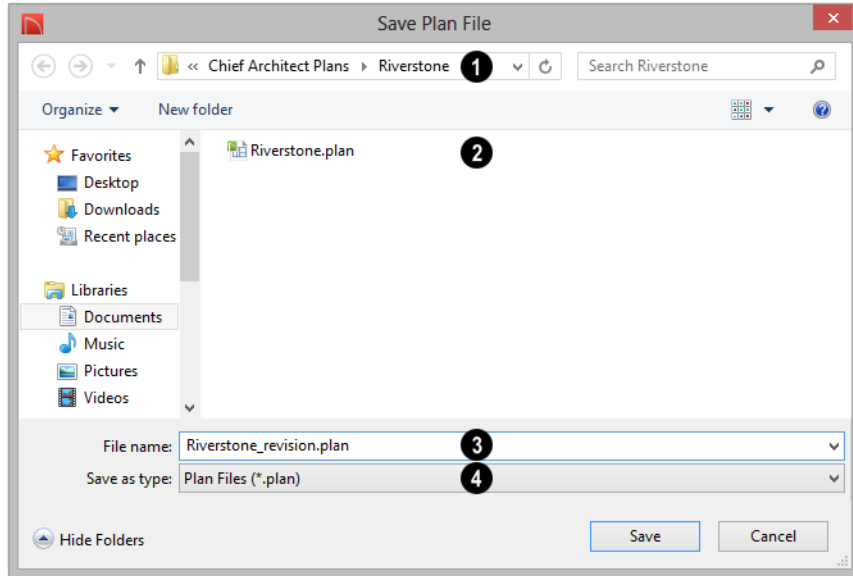 Save Plan File
« Chief Architect Plans Riverstone 1 Search Riverstone
Organize New folder
Favorites
Desktop
Downloads
Recent places
Libraries
Documents
Music
Pictures
Videos
Riverstone.plan 2
File name: Riverstone_revision.plan 3
Save as type: Plan Files (*.plan) 4
Hide Folders Save Cancel